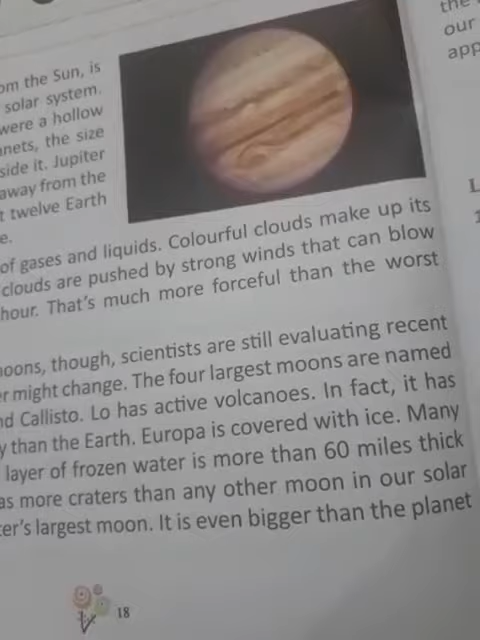 om the Sun, is
solar system.
were a hollow
nets, the size
side it. Jupiter
away from the
t twelve Earth
e.
of gases and liquids. Colourful clouds make up its
clouds are pushed by strong winds that can blow
hour. That's much more forceful than the worst
oons, though, scientists are still evaluating recent
er might change. The four largest moons are named
nd Callisto. Lo has active volcanoes. In fact, it has
y than the Earth. Europa is covered with ice. Many
layer of frozen water is more than 60 miles thick
as more craters than any other moon in our solar
ter's largest moon. It is even bigger than the planet
18
the
our
app
L